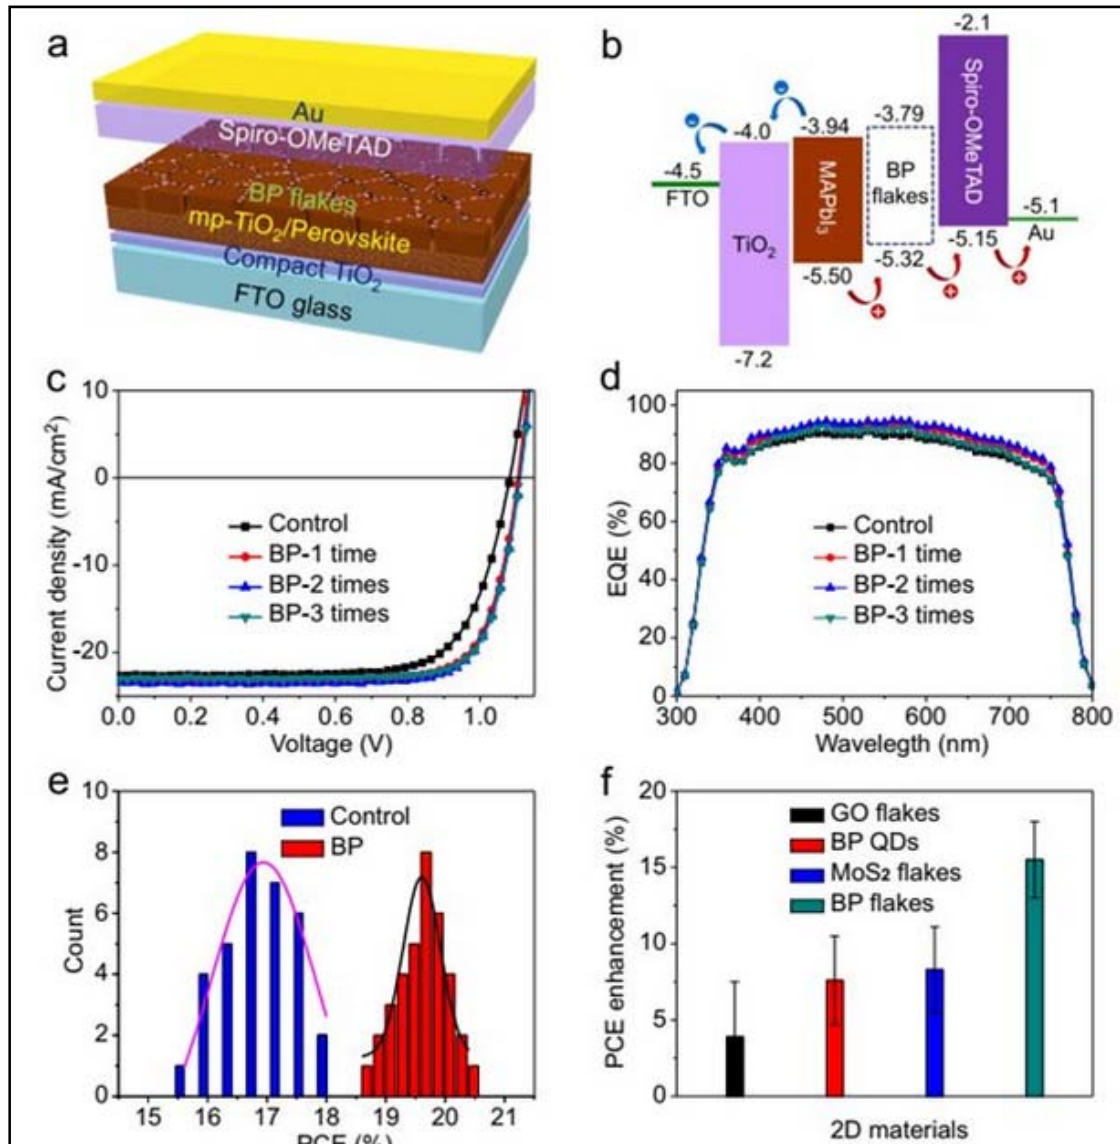 a
Au
Spiro-OMeTAD
BP flakes
mp-TiO2/Perovskite
Compact TiO2
FTO glass
b
-2.1
-4.0
-3.94
-3.79
-4.5
FTO
TiO2
MAPbI3
BP
flakes
Spiro-OMeTAD
-5.1
Au
-5.15
-5.32
-5.50
-7.2
c
10
0
-10
-20
Current density (mA/cm2)
Control
BP-1 time
BP-2 times
BP-3 times
0.0 0.2 0.4 0.6 0.8 1.0
Voltage (V)
d
100
80
60
40
20
0
EQE (%)
Control
BP-1 time
BP-2 times
BP-3 times
300 400 500 600 700 800
Wavelegth (nm)
e
10
8
6
4
2
0
Count
Control
BP
15 16 17 18 19 20 21
PCE (%)
f
20
15
10
5
0
PCE enhancement (%)
GO flakes
BP QDs
MoS2 flakes
BP flakes
2D materials